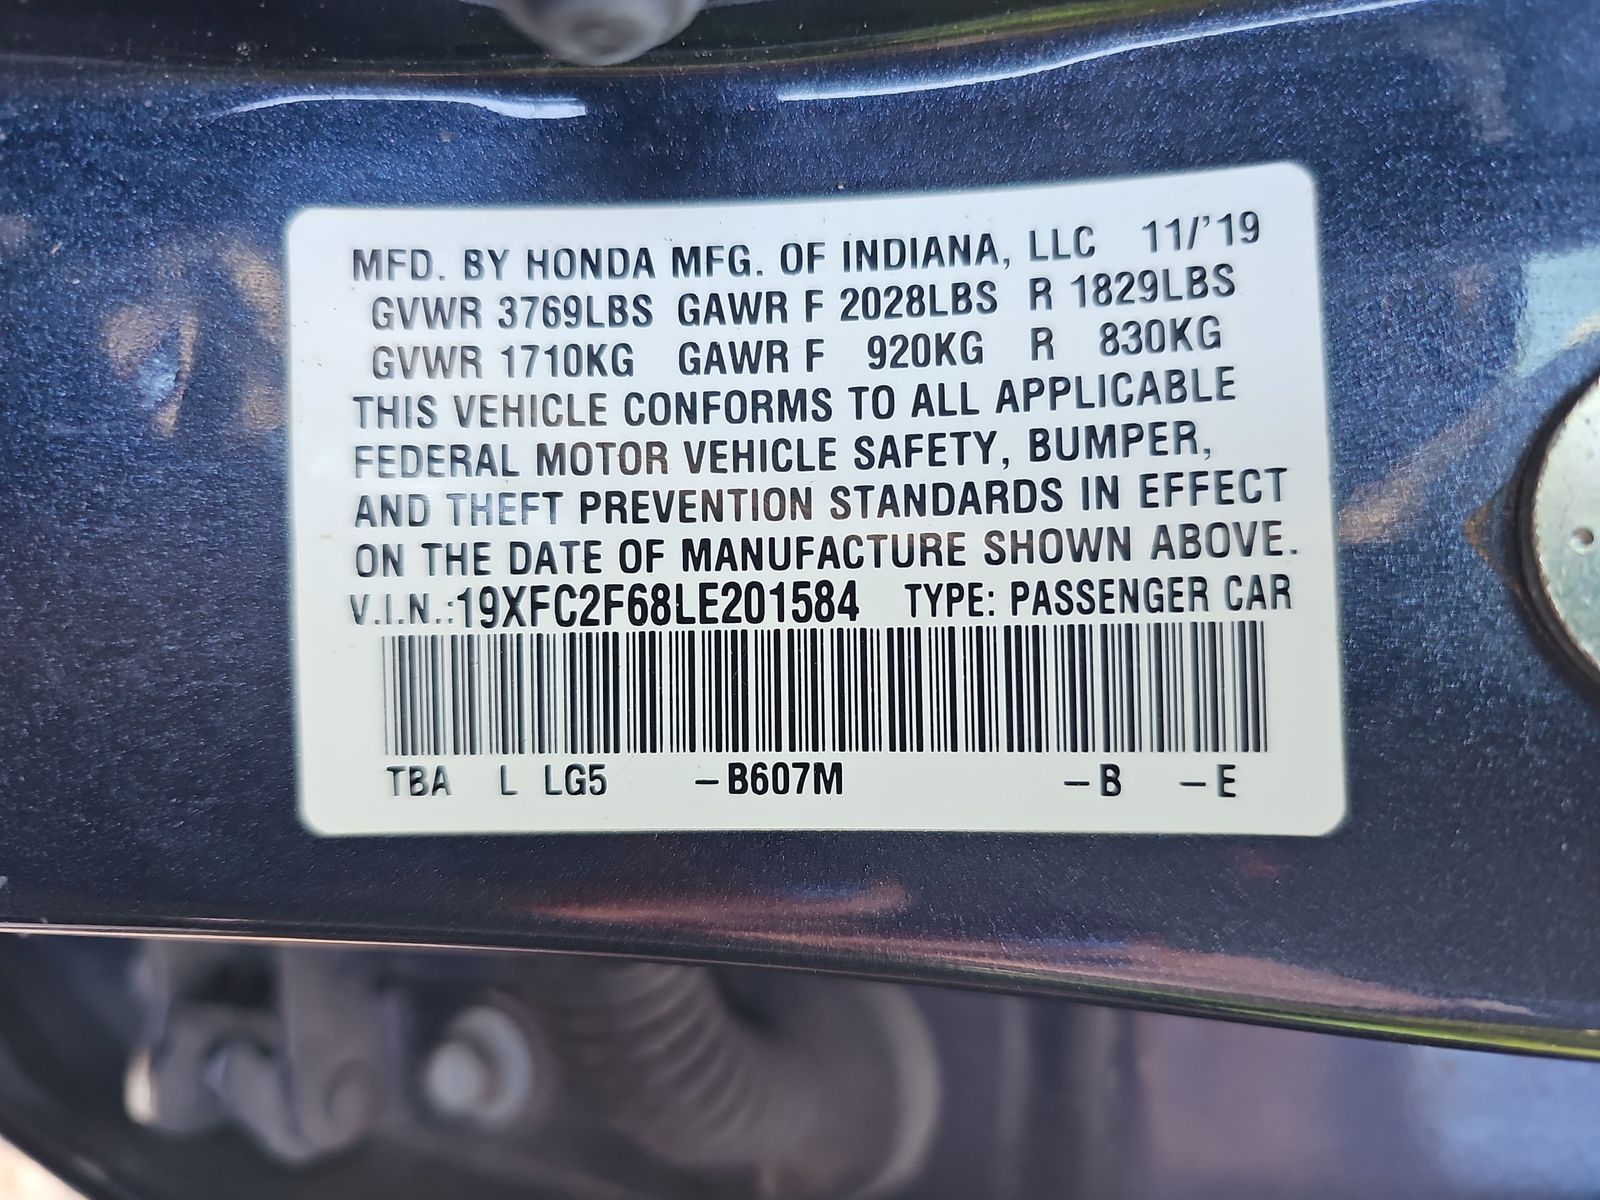 MFD. BY HONDA MFG. OF INDIANA, LLC 11/'19
GVWR 3769LBS GAWR F 2028LBS R 1829LBS
GVWR 1710KG GAWR F 920KG R 830KG
THIS VEHICLE CONFORMS TO ALL APPLICABLE
FEDERAL MOTOR VEHICLE SAFETY, BUMPER,
AND THEFT PREVENTION STANDARDS IN EFFECT
ON THE DATE OF MANUFACTURE SHOWN ABOVE.
V.I.N.:19XFC2F68LE201584 TYPE: PASSENGER CAR
TBA L LG5 –B607M –B –E